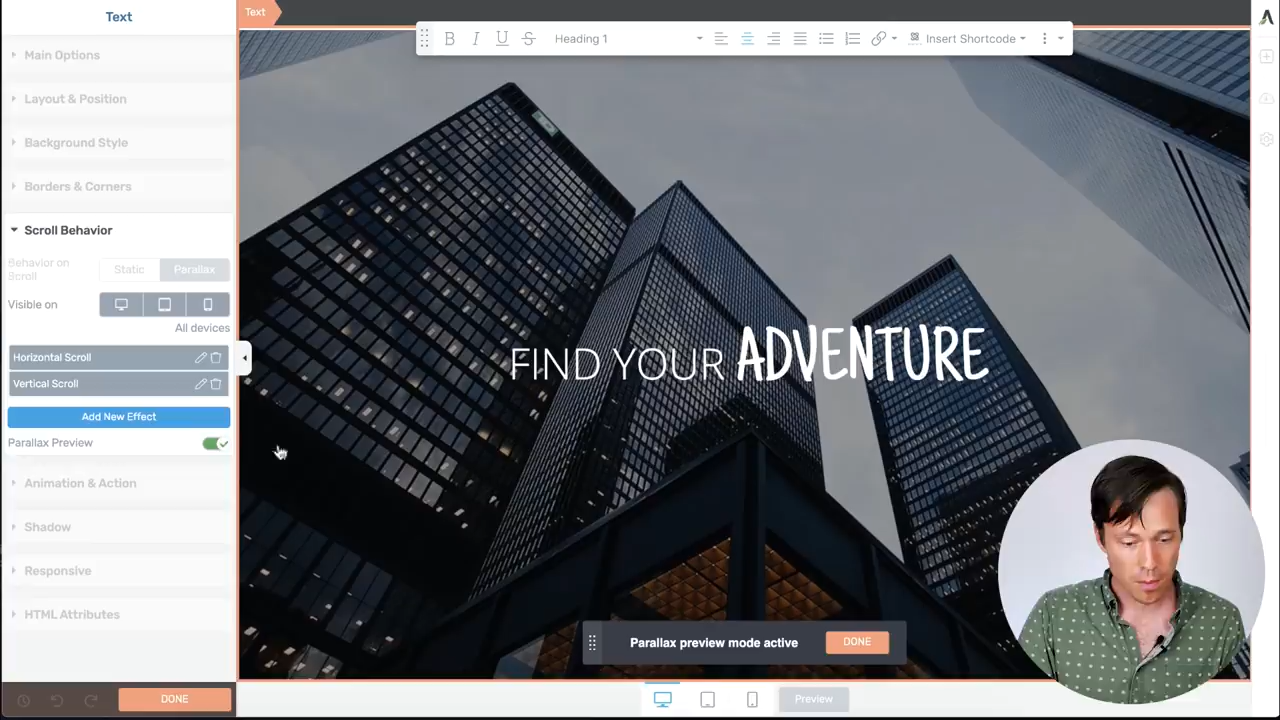 Text
Main Options
Layout & Position
Background Style
Borders & Corners
Scroll Behavior
Behavior on Scroll
Static
Parallax
Visible on
All devices
Horizontal Scroll
Vertical Scroll
Add New Effect
Parallax Preview
Animation & Action
Shadow
Responsive
HTML Attributes
DONE
Text
B I U S Heading 1 Insert Shortcode
FIND YOUR ADVENTURE
Parallax preview mode active DONE
Preview